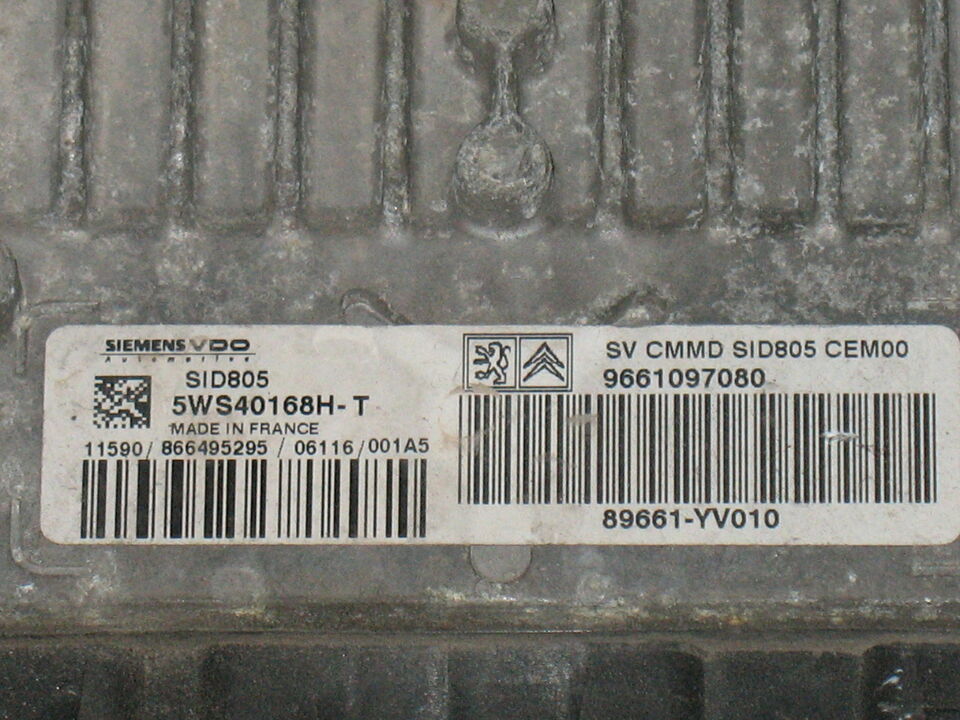 SIEMENS VDO
Automotive
SID805
5WS40168H-T
MADE IN FRANCE
11590/ 866495295 / 06116/001A5
SV CMMD SID805 CEM00
9661097080
89661-YV010